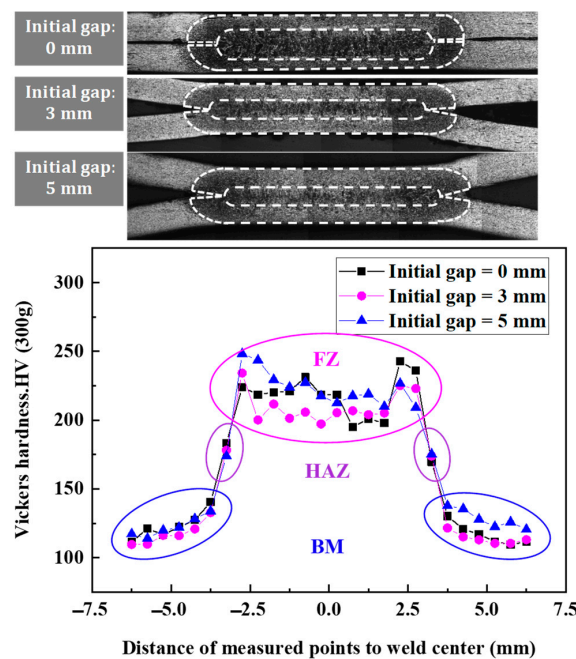 Initial gap:
0 mm
Initial gap:
3 mm
Initial gap:
5 mm
Vickers hardness.HV (300g)
300
250
200
150
100
Initial gap = 0 mm
Initial gap = 3 mm
Initial gap = 5 mm
FZ
HAZ
BM
−7.5 −5.0 −2.5 0.0 2.5 5.0 7.5
Distance of measured points to weld center (mm)